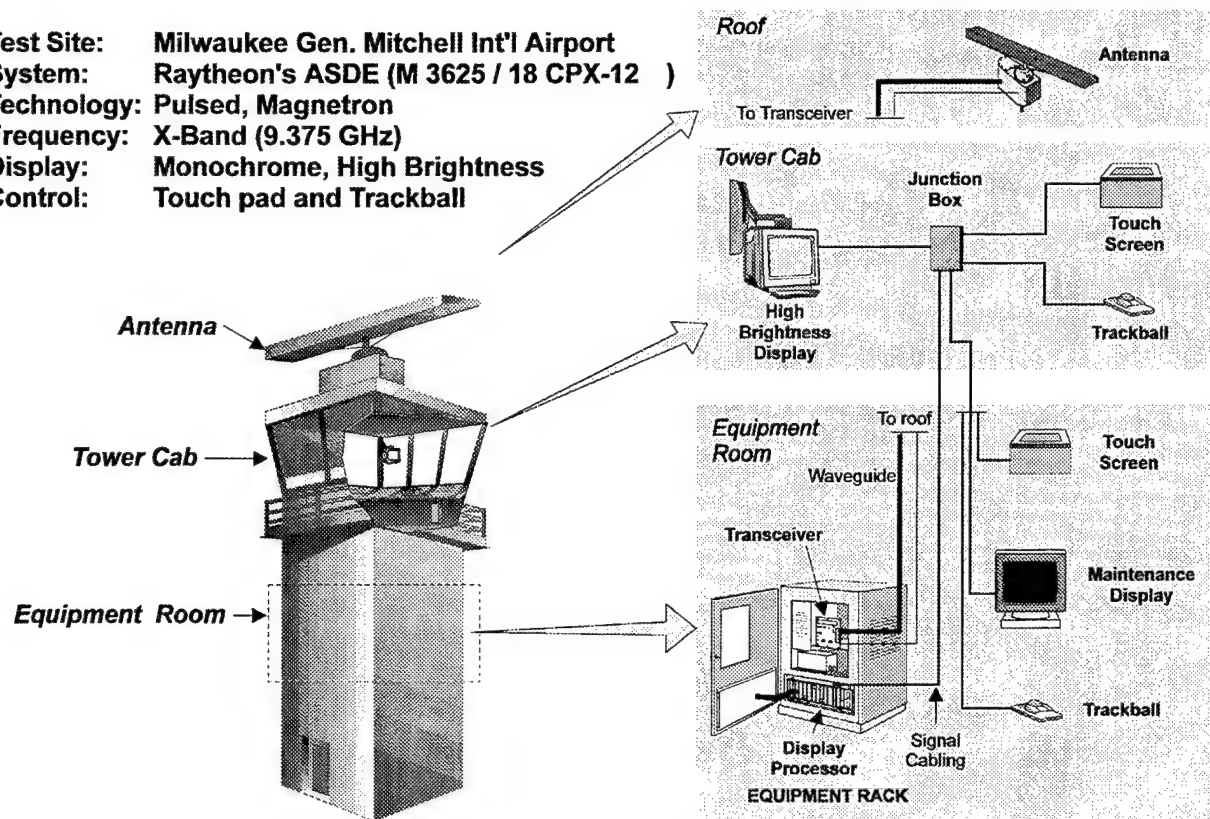 est Site: Milwaukee Gen. Mitchell Int'l Airport
ystem: Raytheon's ASDE (M 3625 / 18 CPX-12 )
echnology: Pulsed, Magnetron
requency: X-Band (9.375 GHz)
isplay: Monochrome, High Brightness
ontrol: Touch pad and Trackball
Antenna
Tower Cab
Equipment Room
Roof
Antenna
To Transceiver
Tower Cab
Junction
Box
Touch
Screen
High
Brightness
Display
Trackball
Equipment
Room
To roof
Waveguide
Touch
Screen
Transceiver
Maintenance
Display
Trackball
Display
Processor
Signal
Cabling
EQUIPMENT RACK